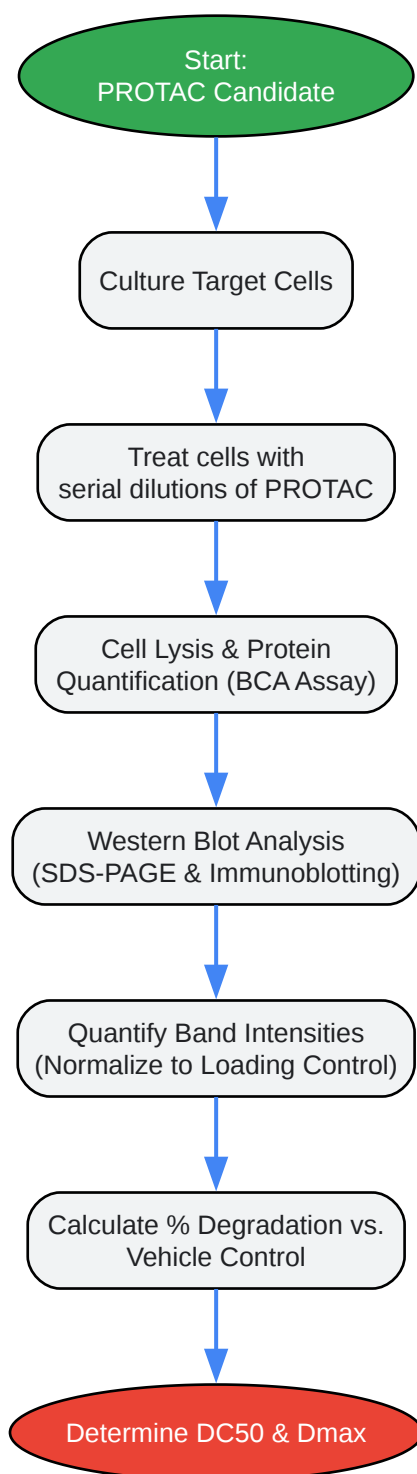 Start:
PROTAC Candidate
Culture Target Cells
Treat cells with
serial dilutions of PROTAC
Cell Lysis & Protein
Quantification (BCA Assay)
Western Blot Analysis
(SDS-PAGE & Immunoblotting)
Quantify Band Intensities
(Normalize to Loading Control)
Calculate % Degradation vs.
Vehicle Control
Determine DC50 & Dmax